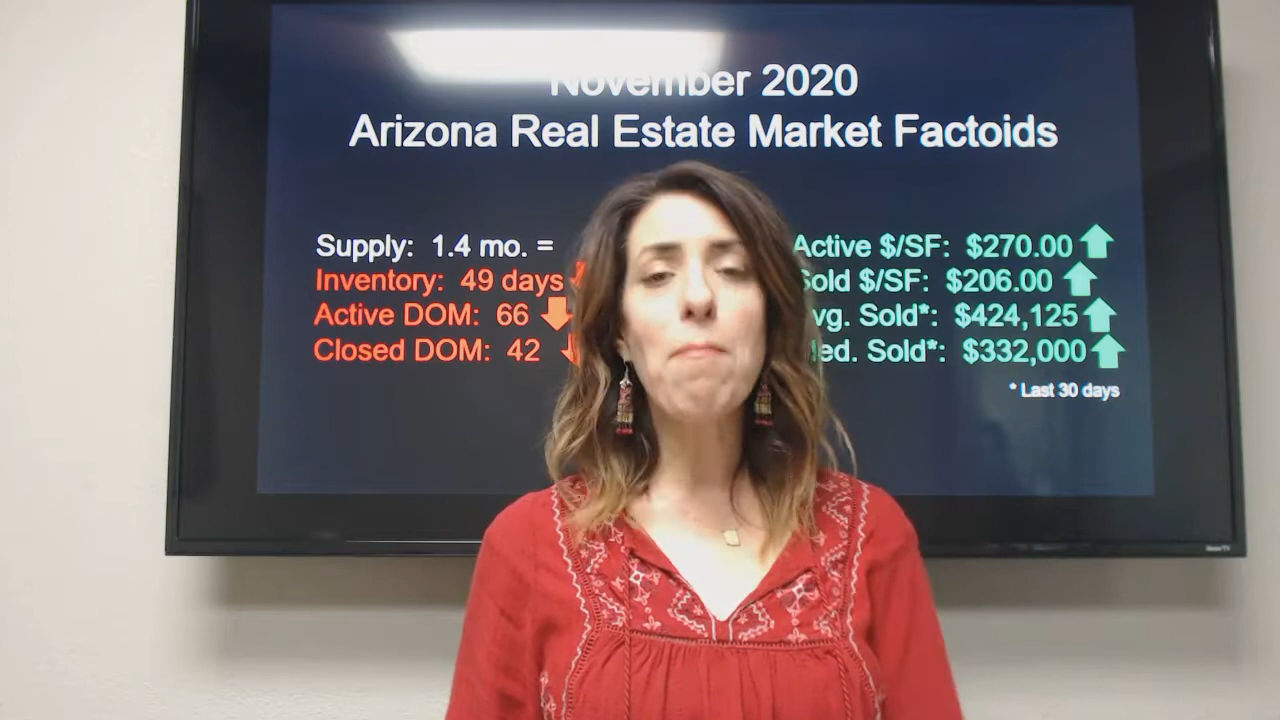 November 2020
Arizona Real Estate Market Factoids
Supply: 1.4 mo. =
Inventory: 49 days
Active DOM: 66
Closed DOM: 42
Active $/SF: $270.00
Sold $/SF: $206.00
vg. Sold*: $424,125
ed. Sold*: $332,000
* Last 30 days